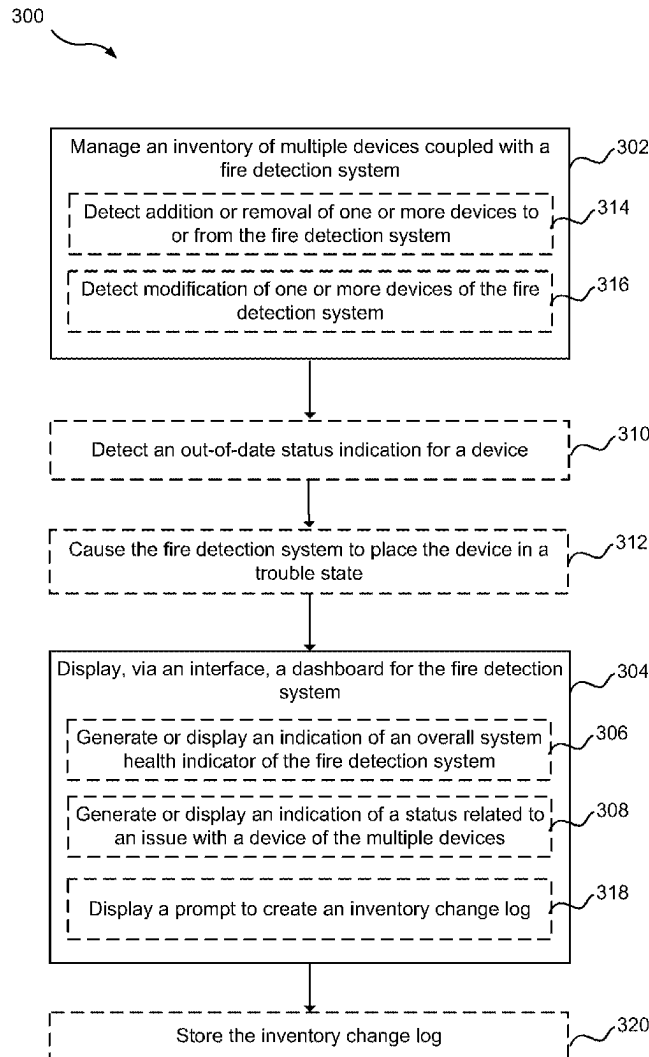 300
Manage an inventory of multiple devices coupled with a
fire detection system
302
Detect addition or removal of one or more devices to
or from the fire detection system
314
Detect modification of one or more devices of the fire
detection system
316
Detect an out-of-date status indication for a device
310
Cause the fire detection system to place the device in a
trouble state
312
Display, via an interface, a dashboard for the fire detection
system
304
Generate or display an indication of an overall system
health indicator of the fire detection system
306
Generate or display an indication of a status related to
an issue with a device of the multiple devices
308
Display a prompt to create an inventory change log
318
Store the inventory change log
320